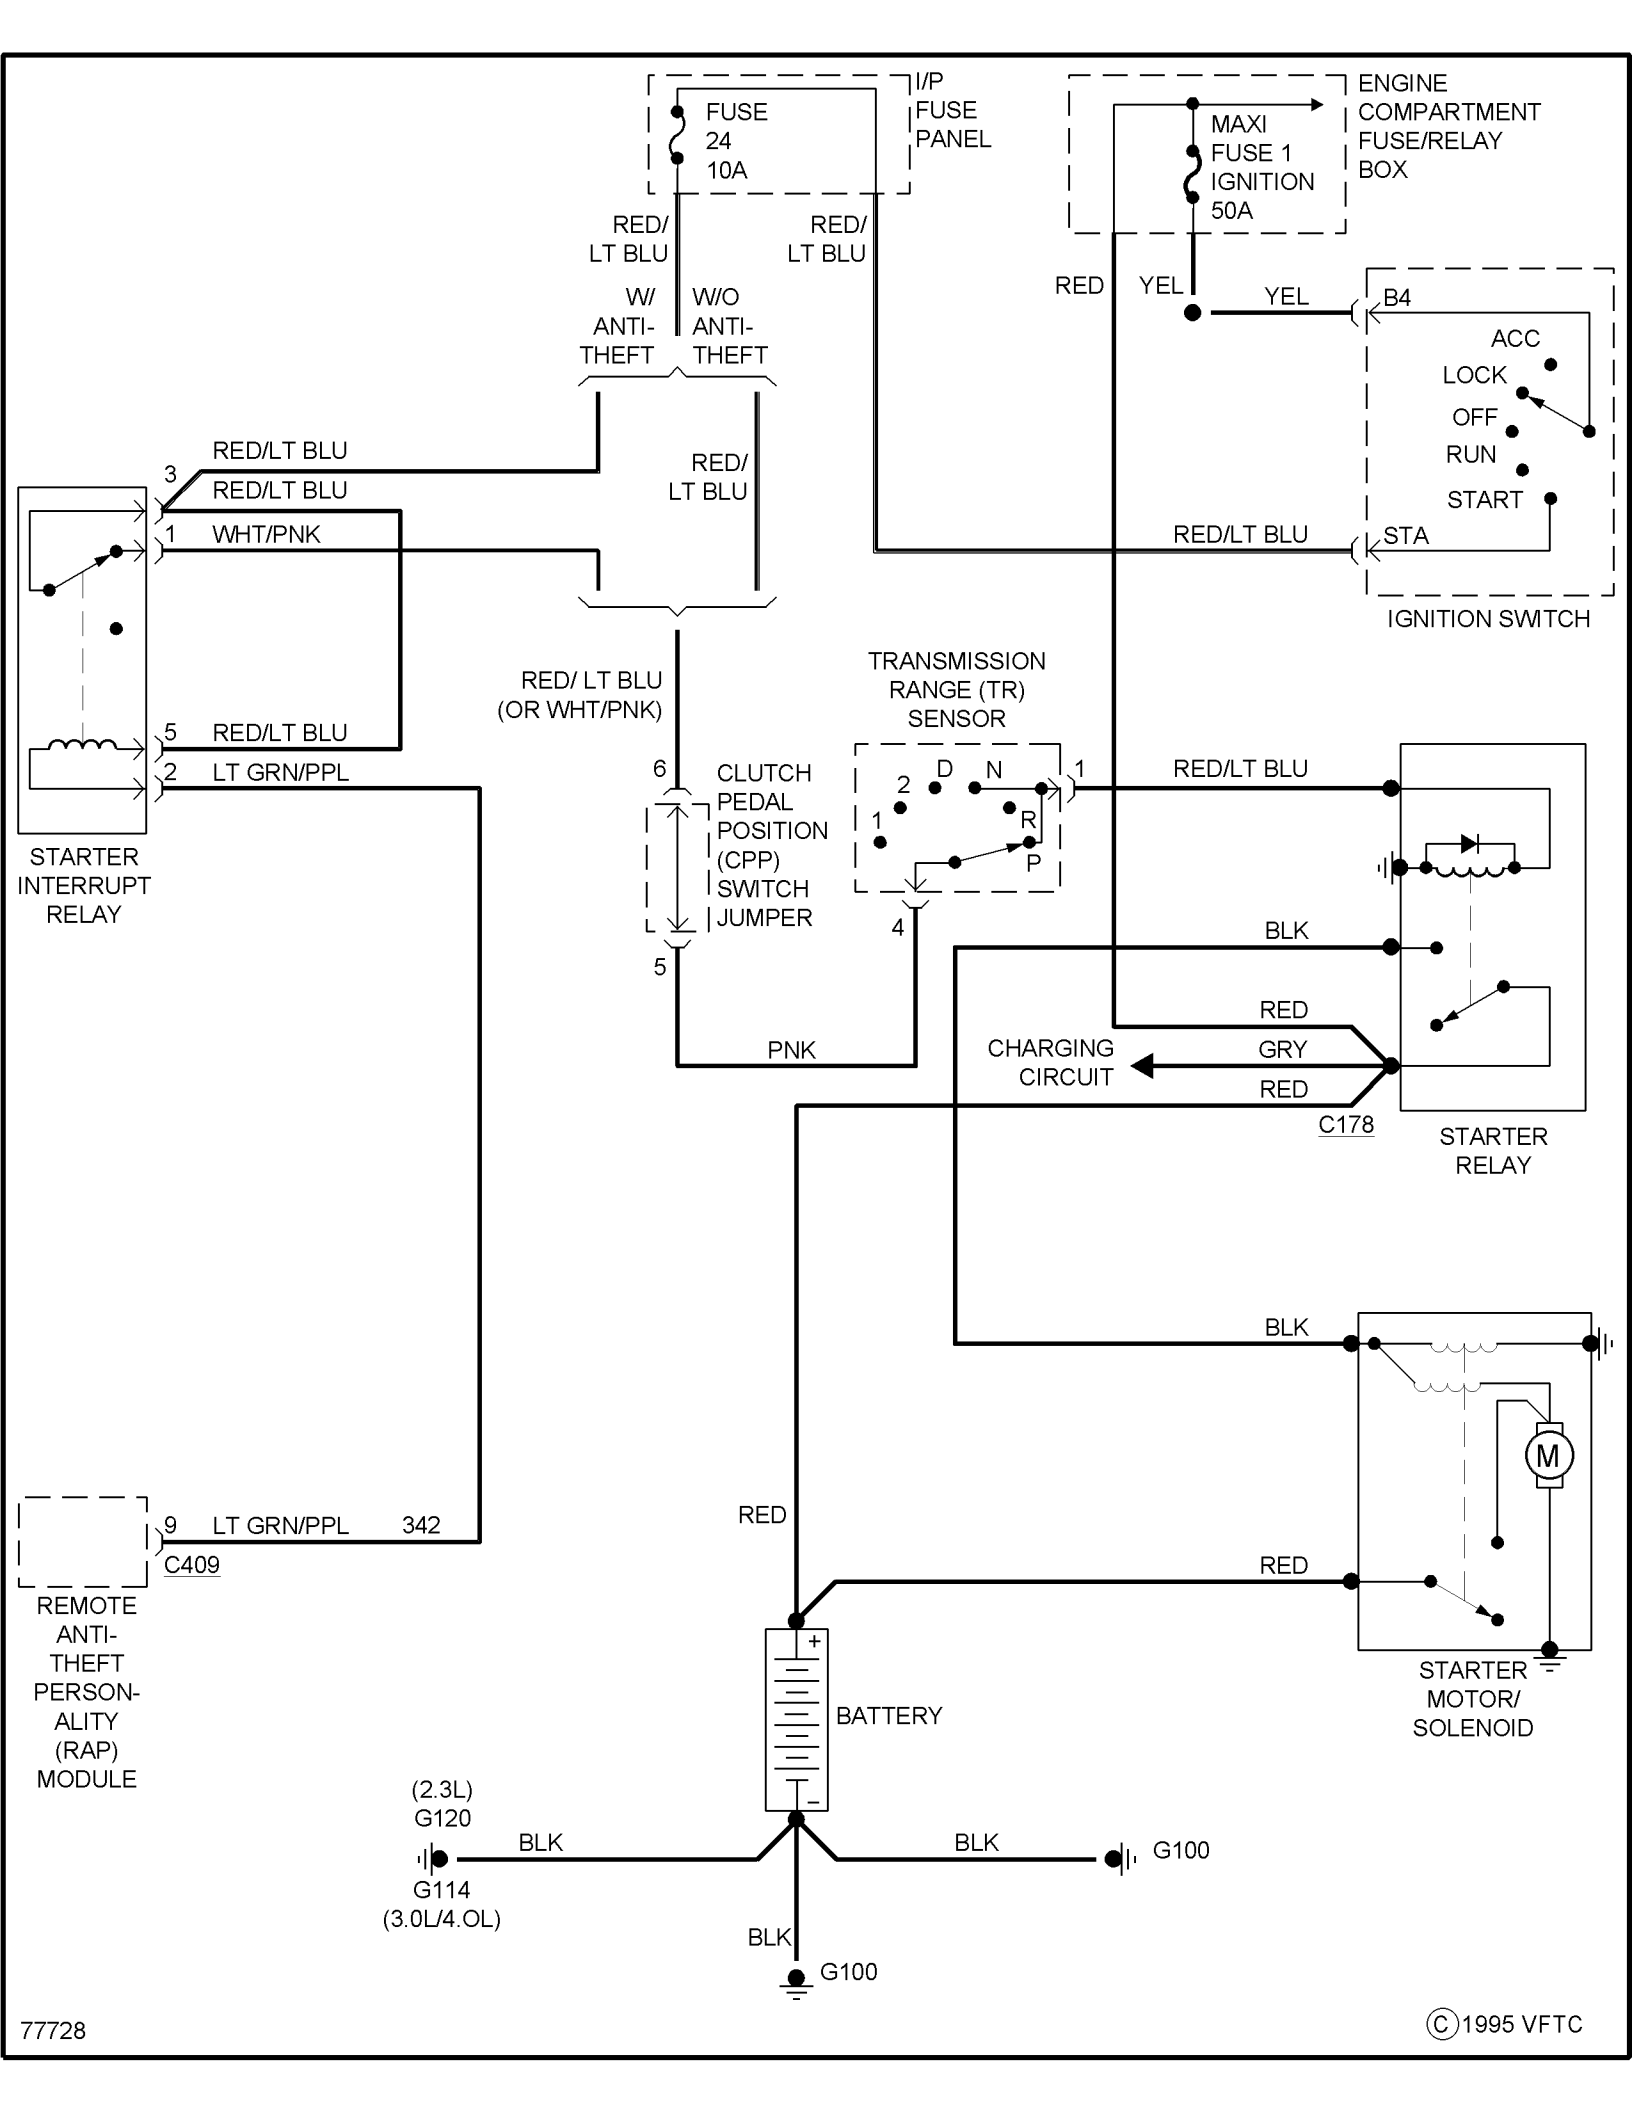 I/P
FUSE
PANEL
FUSE
24
10A
ENGINE
COMPARTMENT
FUSE/RELAY
BOX
MAXI
FUSE 1
IGNITION
50A
RED/
LT BLU
RED/
LT BLU
RED
YEL
YEL
B4
ACC
LOCK
OFF
RUN
START
STA
IGNITION SWITCH
W/
ANTI-
THEFT
W/O
ANTI-
THEFT
RED/LT BLU
3
RED/LT BLU
1
WHT/PNK
RED/
LT BLU
RED/LT BLU
5
RED/LT BLU
2
LT GRN/PPL
STARTER
INTERRUPT
RELAY
RED/ LT BLU
(OR WHT/PNK)
6
CLUTCH
PEDAL
POSITION
(CPP)
SWITCH
JUMPER
5
TRANSMISSION
RANGE (TR)
SENSOR
1
2
D
N
R
P
1
4
PNK
RED/LT BLU
BLK
RED
CHARGING
CIRCUIT
GRY
RED
C178
STARTER
RELAY
BLK
M
RED
RED
STARTER
MOTOR/
SOLENOID
9
LT GRN/PPL
342
C409
REMOTE
ANTI-
THEFT
PERSON-
ALITY
(RAP)
MODULE
+
BATTERY
–
(2.3L)
G120
BLK
G114
(3.0L/4.OL)
BLK
G100
BLK
G100
77728
©1995 VFTC